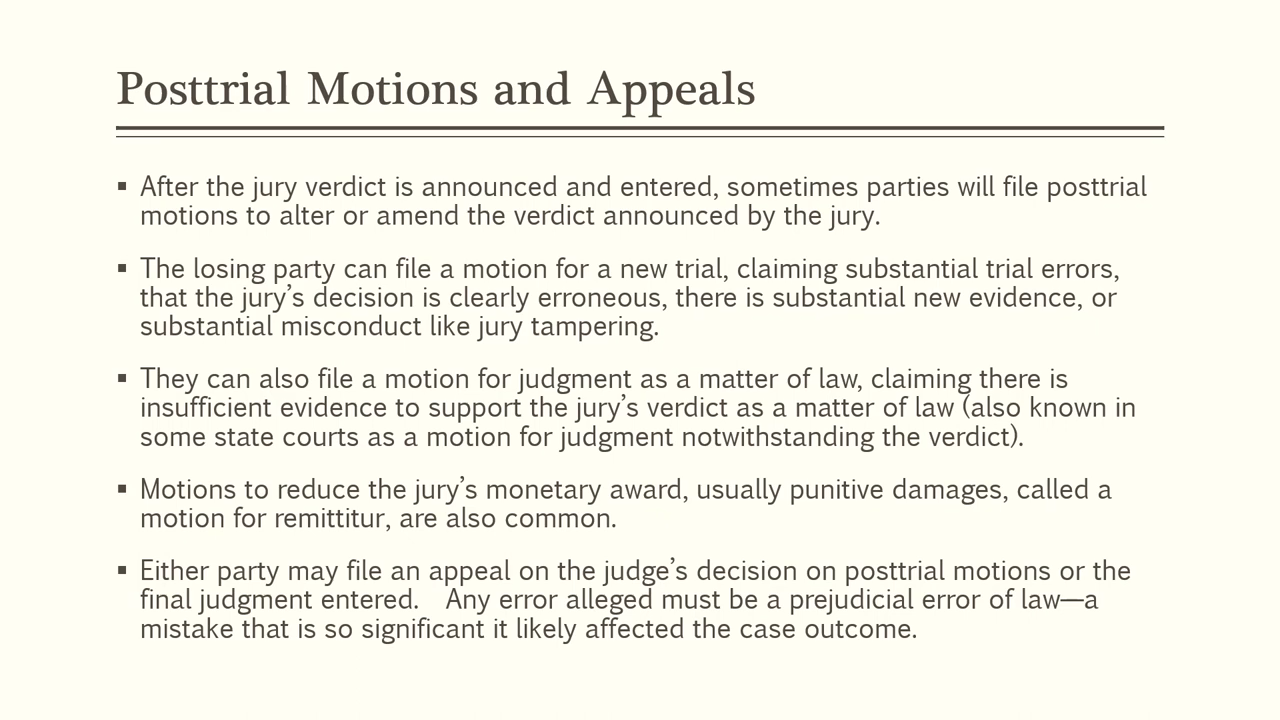 Posttrial Motions and Appeals
▪ After the jury verdict is announced and entered, sometimes parties will file posttrial
motions to alter or amend the verdict announced by the jury.
▪ The losing party can file a motion for a new trial, claiming substantial trial errors,
that the jury’s decision is clearly erroneous, there is substantial new evidence, or
substantial misconduct like jury tampering.
▪ They can also file a motion for judgment as a matter of law, claiming there is
insufficient evidence to support the jury’s verdict as a matter of law (also known in
some state courts as a motion for judgment notwithstanding the verdict).
▪ Motions to reduce the jury’s monetary award, usually punitive damages, called a
motion for remittitur, are also common.
▪ Either party may file an appeal on the judge’s decision on posttrial motions or the
final judgment entered.   Any error alleged must be a prejudicial error of law—a
mistake that is so significant it likely affected the case outcome.